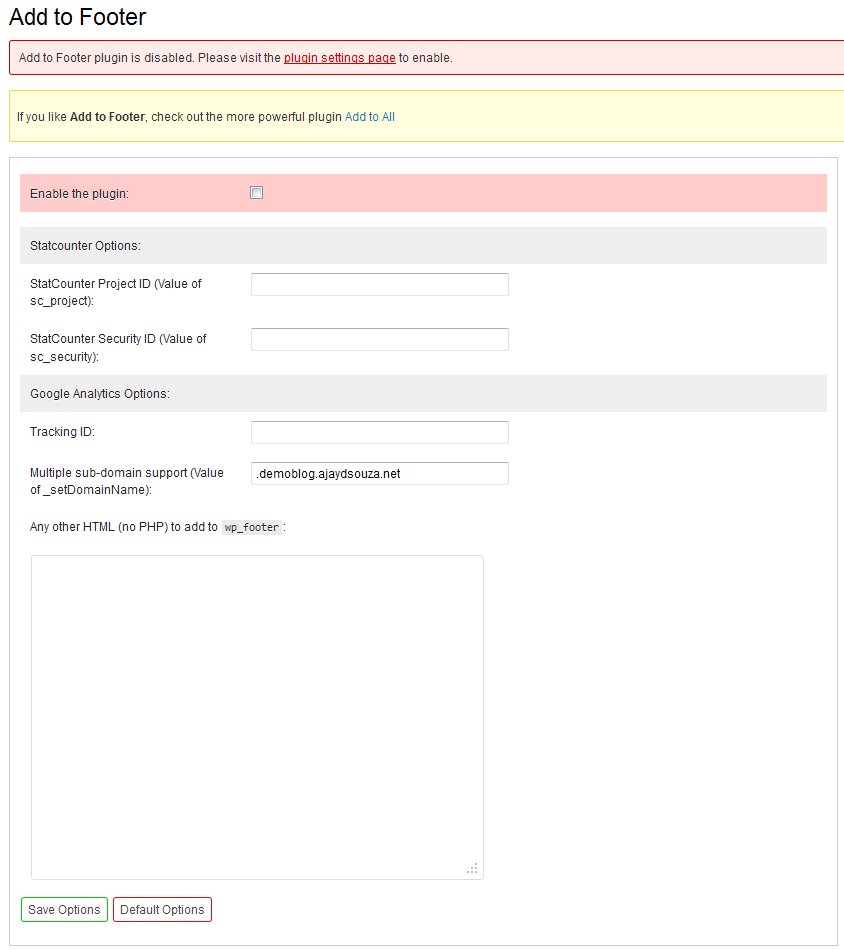 Add to Footer
Add to Footer plugin is disabled. Please visit the plugin settings page to enable.
If you like Add to Footer, check out the more powerful plugin Add to All
Enable the plugin:
Statcounter Options:
StatCounter Project ID (Value of
sc_project):
StatCounter Security ID (Value of
sc_security):
Google Analytics Options:
Tracking ID:
Multiple sub-domain support (Value
of _setDomainName):
.demoblog.ajaydsouza.net
Any other HTML (no PHP) to add to wp_footer:
Save Options Default Options